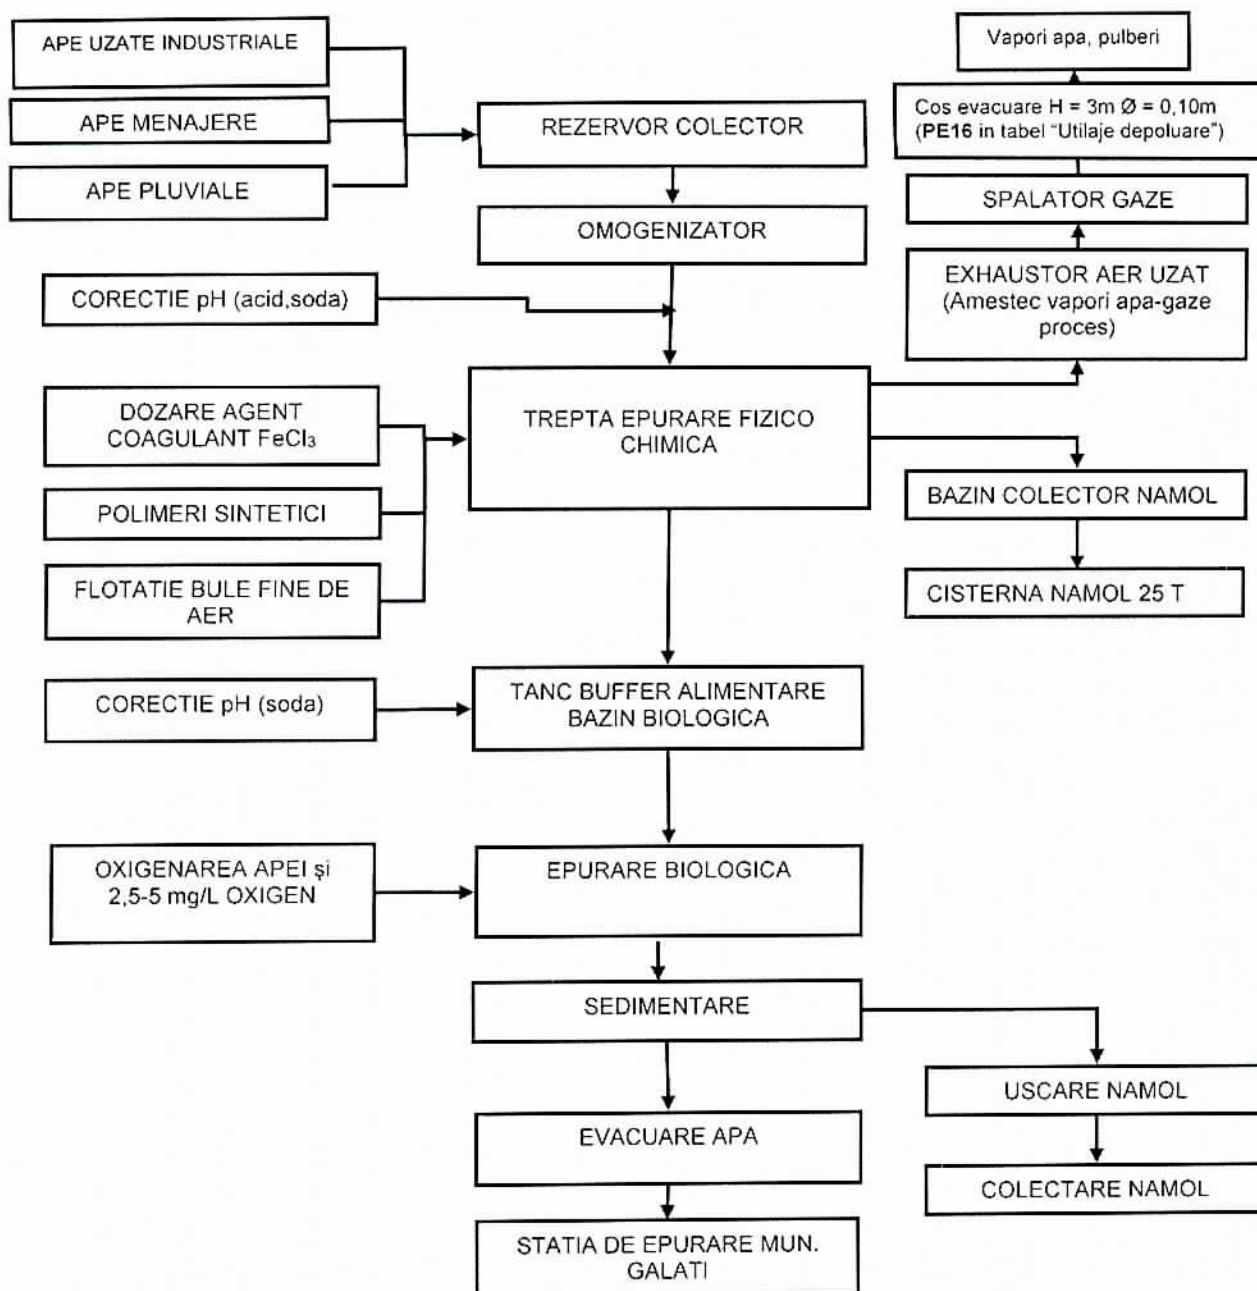 APE UZATE INDUSTRIALE
APE MENAJERE
APE PLUVIALE
REZERVOR COLECTOR
OMOGENIZATOR
CORECTIE pH (acid,soda)
Vapori apa, pulberi
Cos evacuare H = 3m Ø = 0,10m
(PE16 in tabel “Utilaje depoluare”)
SPALATOR GAZE
EXHAUSTOR AER UZAT
(Amestec vapori apa-gaze
proces)
DOZARE AGENT
COAGULANT FeCl₃
POLIMERI SINTETICI
FLOTATIE BULE FINE DE
AER
TREPTA EPURARE FIZICO
CHIMICA
BAZIN COLECTOR NAMOL
CISTERNA NAMOL 25 T
CORECTIE pH (soda)
TANC BUFFER ALIMENTARE
BAZIN BIOLOGICA
OXIGENAREA APEI și
2,5-5 mg/L OXIGEN
EPURARE BIOLOGICA
SEDIMENTARE
USCARE NAMOL
COLECTARE NAMOL
EVACUARE APA
STATIA DE EPURARE MUN.
GALATI